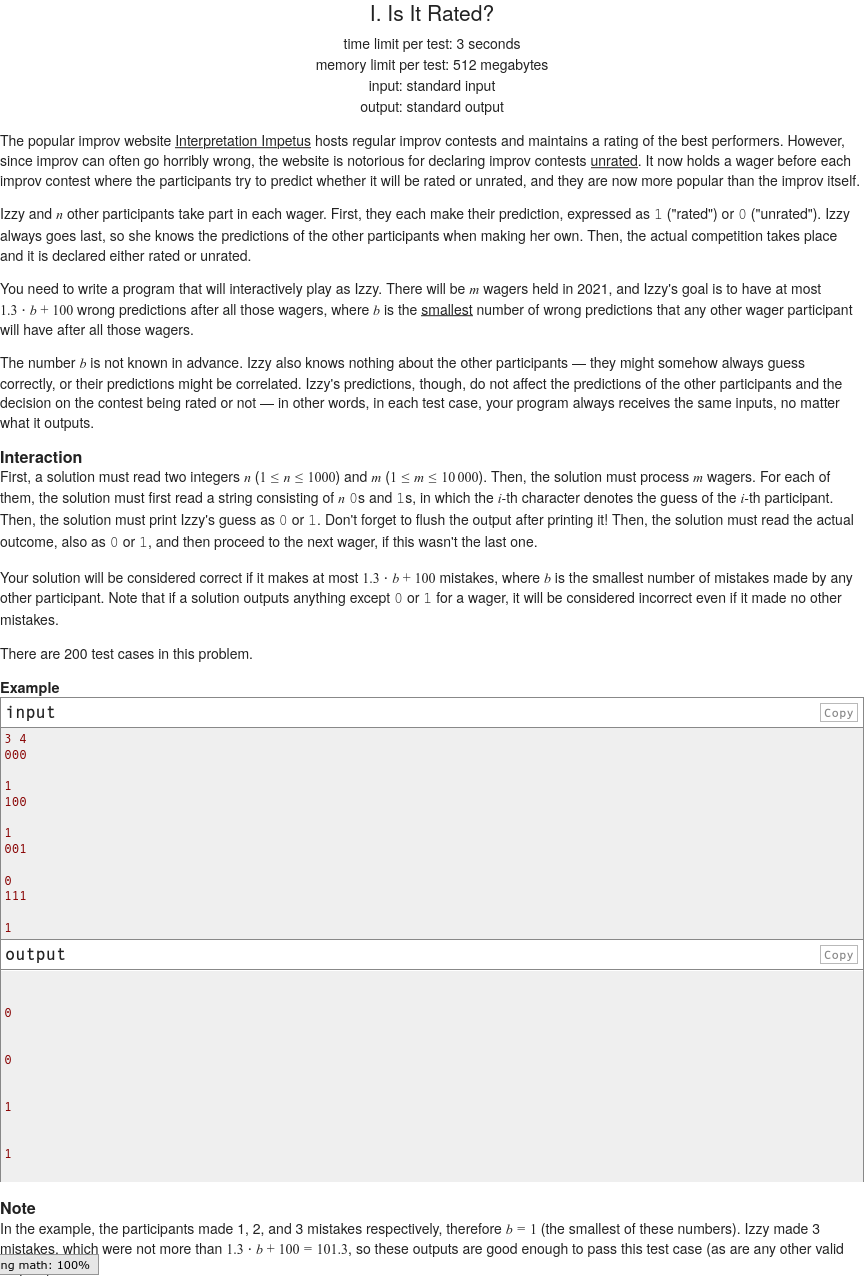 I. Is It Rated?
time limit per test: 3 seconds
memory limit per test: 512 megabytes
input: standard input
output: standard output
The popular improv website Interpretation Impetus hosts regular improv contests and maintains a rating of the best performers. However,
since improv can often go horribly wrong, the website is notorious for declaring improv contests unrated. It now holds a wager before each
improv contest where the participants try to predict whether it will be rated or unrated, and they are now more popular than the improv itself.
Izzy and n other participants take part in each wager. First, they each make their prediction, expressed as 1 ("rated") or 0 ("unrated"). Izzy
always goes last, so she knows the predictions of the other participants when making her own. Then, the actual competition takes place
and it is declared either rated or unrated.
You need to write a program that will interactively play as Izzy. There will be m wagers held in 2021, and Izzy's goal is to have at most
1.3 · b + 100 wrong predictions after all those wagers, where b is the smallest number of wrong predictions that any other wager participant
will have after all those wagers.
The number b is not known in advance. Izzy also knows nothing about the other participants — they might somehow always guess
correctly, or their predictions might be correlated. Izzy's predictions, though, do not affect the predictions of the other participants and the
decision on the contest being rated or not — in other words, in each test case, your program always receives the same inputs, no matter
what it outputs.
Interaction
First, a solution must read two integers n (1 ≤ n ≤ 1000) and m (1 ≤ m ≤ 10 000). Then, the solution must process m wagers. For each of
them, the solution must first read a string consisting of n 0s and 1s, in which the i-th character denotes the guess of the i-th participant.
Then, the solution must print Izzy's guess as 0 or 1. Don't forget to flush the output after printing it! Then, the solution must read the actual
outcome, also as 0 or 1, and then proceed to the next wager, if this wasn't the last one.
Your solution will be considered correct if it makes at most 1.3 · b + 100 mistakes, where b is the smallest number of mistakes made by any
other participant. Note that if a solution outputs anything except 0 or 1 for a wager, it will be considered incorrect even if it made no other
mistakes.
There are 200 test cases in this problem.
Example
input
Copy
3 4
000
1
100
1
001
0
111
1
output
Copy
0
0
1
1
Note
In the example, the participants made 1, 2, and 3 mistakes respectively, therefore b = 1 (the smallest of these numbers). Izzy made 3
mistakes, which were not more than 1.3 · b + 100 = 101.3, so these outputs are good enough to pass this test case (as are any other valid
ng math: 100%